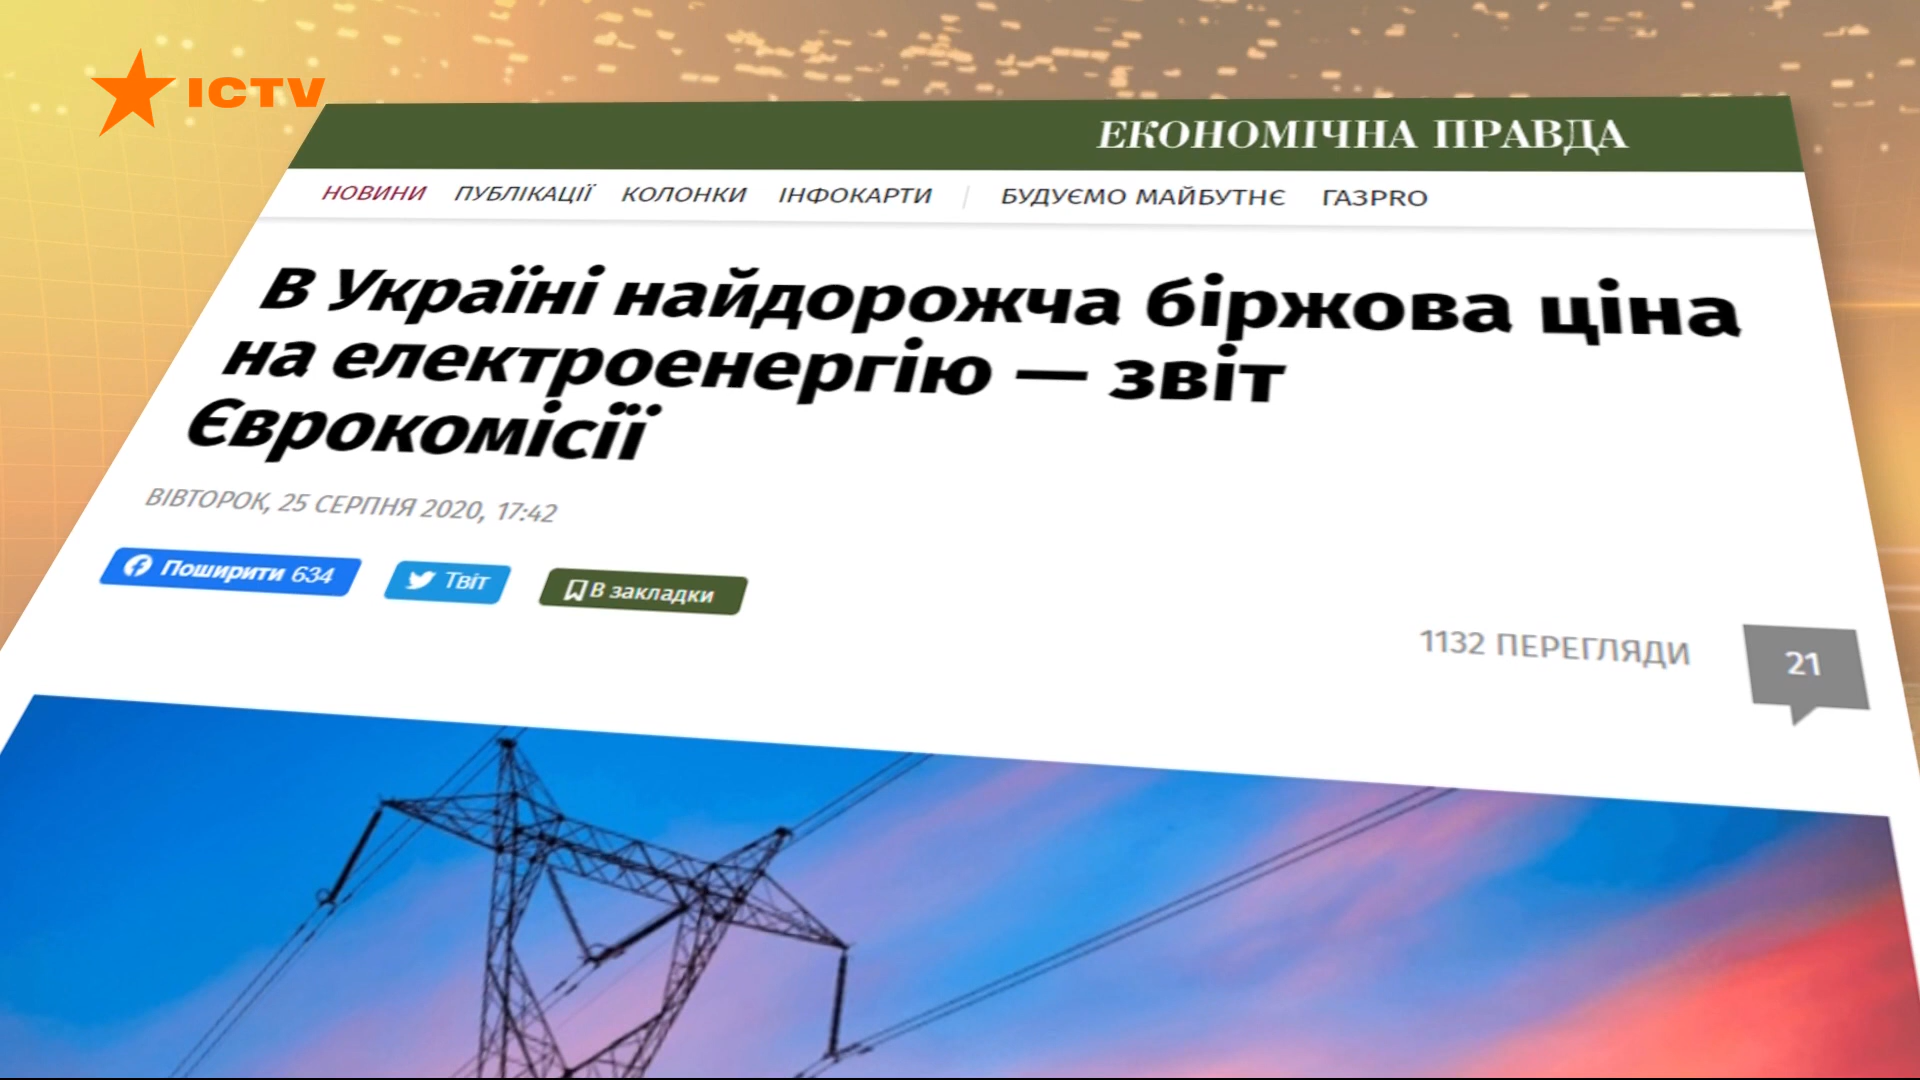 ICTV
ЕКОНОМІЧНА ПРАВДА
НОВИНИ ПУБЛІКАЦІЇ КОЛОНКИ ІНФОКАРТИ | БУДУЄМО МАЙБУТНЄ ГАЗPRO
В Україні найдорожча біржова ціна
на електроенергію — звіт
Єврокомісії
ВІВТОРОК, 25 СЕРПНЯ 2020, 17:42
Поширити 634 Твіт В закладки
1132 ПЕРЕГЛЯДИ 21